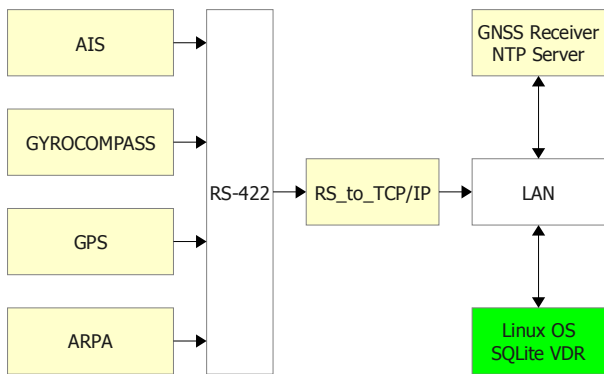 AIS
GYROCOMPASS
GPS
ARPA
RS-422
RS_to_TCP/IP
GNSS Receiver
NTP Server
LAN
Linux OS
SQLite VDR